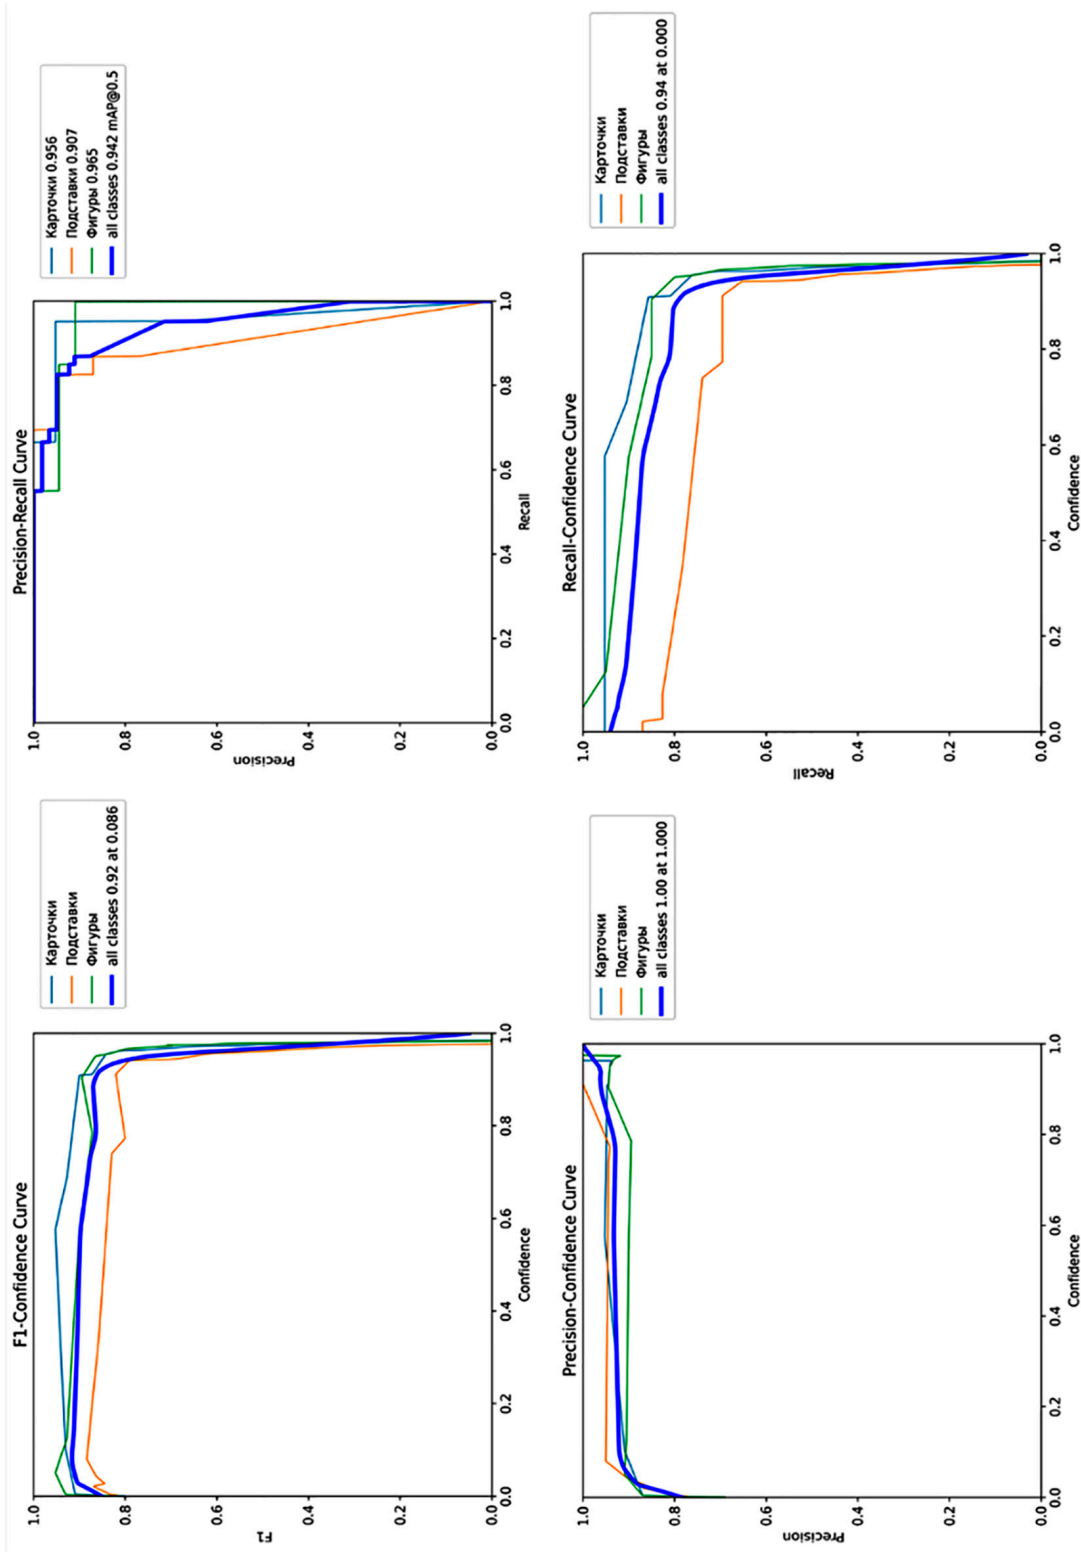 F1-Confidence Curve
F1
1.0
0.8
0.6
0.4
0.2
0.0
0.0
0.2
0.4
0.6
0.8
1.0
Confidence
Карточки
Подставки
Фигуры
all classes 0.92 at 0.086
Precision-Recall Curve
Precision
1.0
0.8
0.6
0.4
0.2
0.0
0.0
0.2
0.4
0.6
0.8
1.0
Recall
Карточки 0.956
Подставки 0.907
Фигуры 0.965
all classes 0.942 mAP@0.5
Precision-Confidence Curve
Precision
1.0
0.8
0.6
0.4
0.2
0.0
0.0
0.2
0.4
0.6
0.8
1.0
Confidence
Карточки
Подставки
Фигуры
all classes 1.00 at 1.000
Recall-Confidence Curve
Recall
1.0
0.8
0.6
0.4
0.2
0.0
0.0
0.2
0.4
0.6
0.8
1.0
Confidence
Карточки
Подставки
Фигуры
all classes 0.94 at 0.000